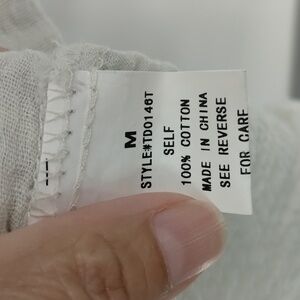 M
STYLE#TD0146T
SELF
100% COTTON
MADE IN CHINA
SEE REVERSE
FOR CARE